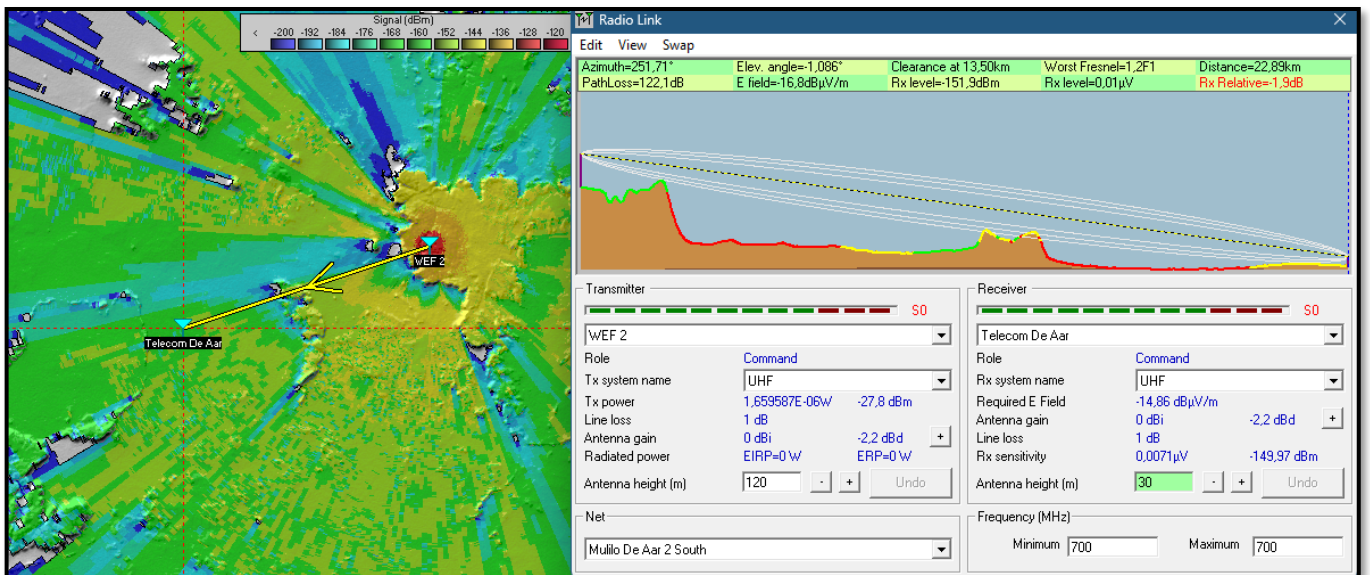 Signal (dBm)
< -200 -192 -184 -176 -168 -160 -152 -144 -136 -128 -120
WEF 2
Telecom De Aar
Radio Link
Edit View Swap
Azimuth=251,71° Elev. angle=-1,086° Clearance at 13,50km Worst Fresnel=1,2F1 Distance=22,89km
PathLoss=122,1dB E field=-16,8dBµV/m Rx level=-151,9dBm Rx level=0,01µV Rx Relative=-1,9dB
Transmitter
S0
WEF 2
Role Command
Tx system name UHF
Tx power 1,659587E-06W -27,8 dBm
Line loss 1 dB
Antenna gain 0 dBi -2,2 dBd +
Radiated power EIRP=0 W ERP=0 W
Antenna height (m) 120 - + Undo
Net
Mulilo De Aar 2 South
Receiver
S0
Telecom De Aar
Role Command
Rx system name UHF
Required E Field -14,86 dBµV/m
Antenna gain 0 dBi -2,2 dBd +
Line loss 1 dB
Rx sensitivity 0,0071µV -149,97 dBm
Antenna height (m) 30 - + Undo
Frequency (MHz)
Minimum 700 Maximum 700